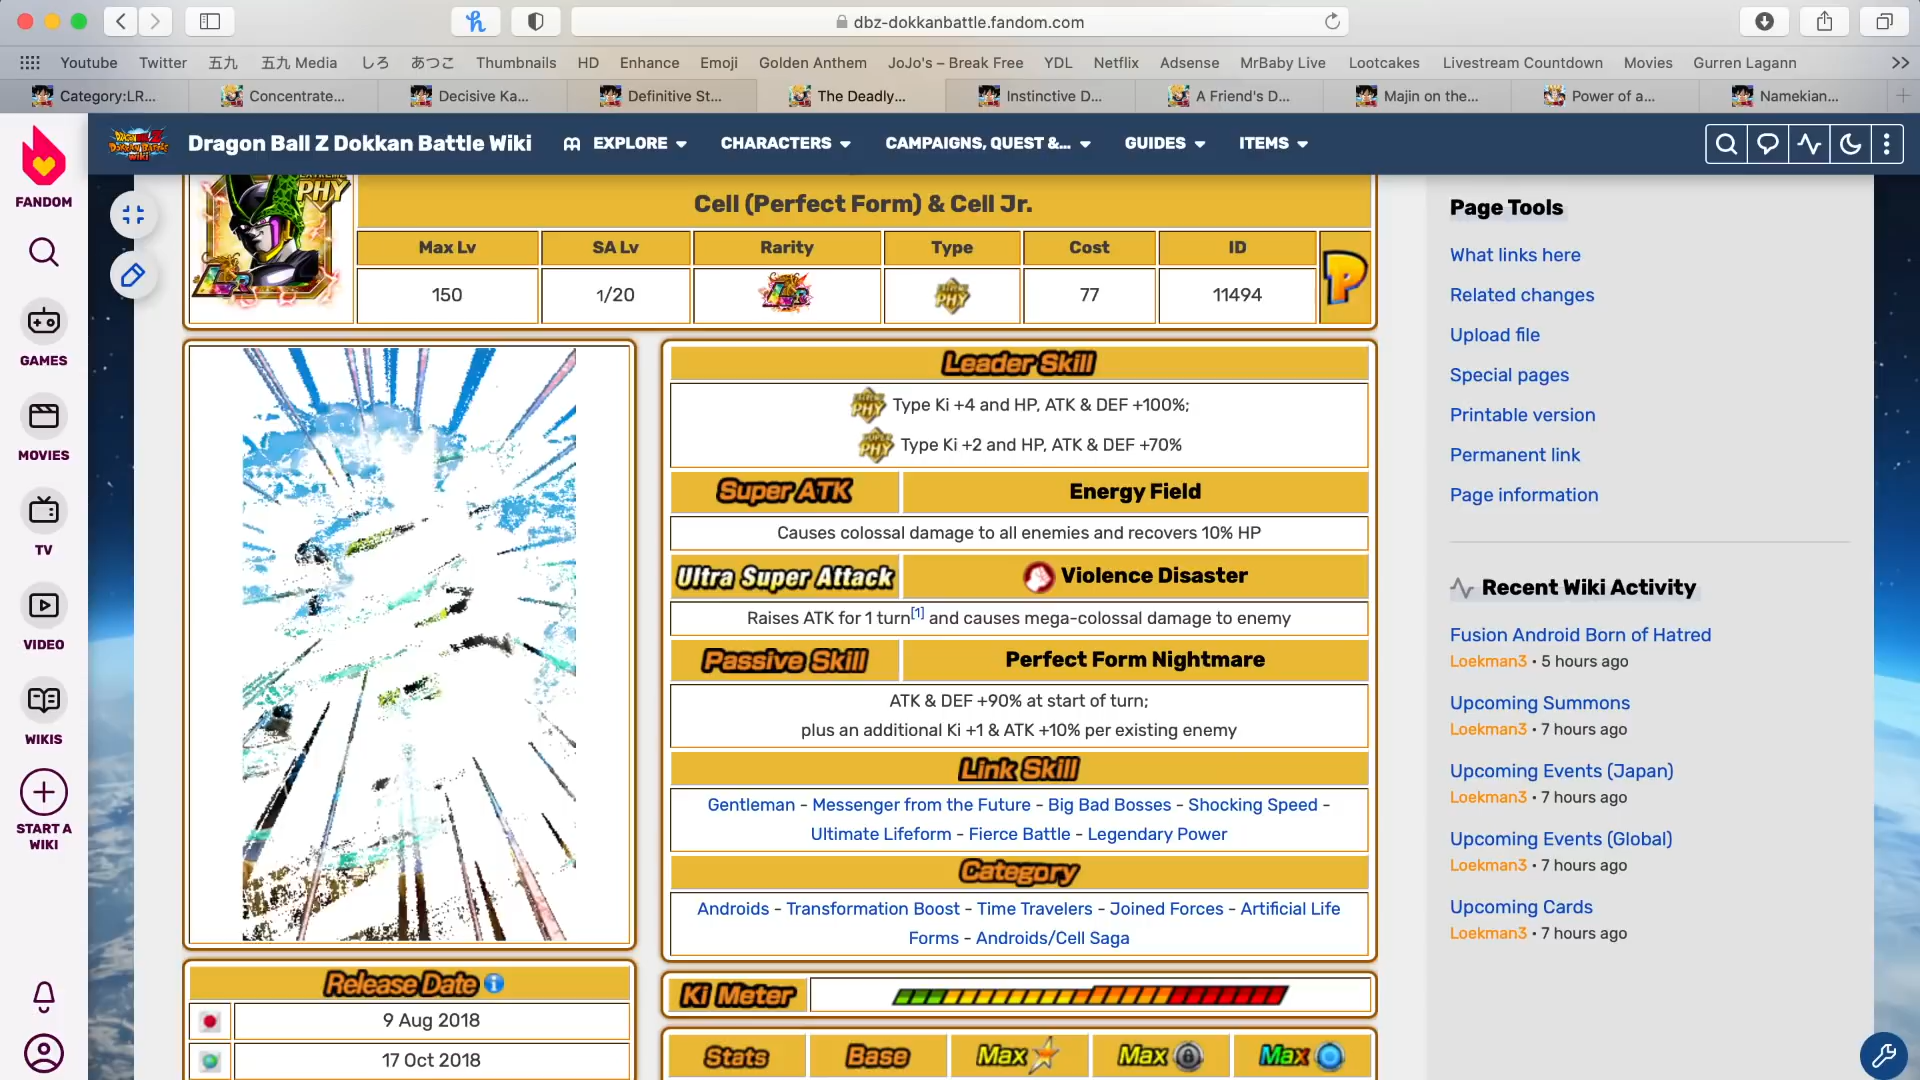 dbz-dokkanbattle.fandom.com
Youtube Twitter 五九 五九 Media しろ あつこ Thumbnails HD Enhance Emoji Golden Anthem JoJo's – Break Free YDL Netflix Adsense MrBaby Live Lootcakes Livestream Countdown Movies Gurren Lagann
Category:LR... Concentrate... Decisive Ka... Definitive St... The Deadly... Instinctive D... A Friend's D... Majin on the... Power of a... Namekian...
Dragon Ball Z Dokkan Battle Wiki EXPLORE CHARACTERS CAMPAIGNS, QUEST &... GUIDES ITEMS
FANDOM
GAMES
MOVIES
TV
VIDEO
WIKIS
START A
WIKI
Cell (Perfect Form) & Cell Jr.
Max Lv SA Lv Rarity Type Cost ID
150 1/20 LR EXTREME PHY 77 11494
Leader Skill
EXTREME PHY Type Ki +4 and HP, ATK & DEF +100%;
SUPER PHY Type Ki +2 and HP, ATK & DEF +70%
Super ATK Energy Field
Causes colossal damage to all enemies and recovers 10% HP
Ultra Super Attack Violence Disaster
Raises ATK for 1 turn[1] and causes mega-colossal damage to enemy
Passive Skill Perfect Form Nightmare
ATK & DEF +90% at start of turn;
plus an additional Ki +1 & ATK +10% per existing enemy
Link Skill
Gentleman - Messenger from the Future - Big Bad Bosses - Shocking Speed -
Ultimate Lifeform - Fierce Battle - Legendary Power
Category
Androids - Transformation Boost - Time Travelers - Joined Forces - Artificial Life
Forms - Androids/Cell Saga
Ki Meter
Stats Base Max Max Max
Release Date
9 Aug 2018
17 Oct 2018
Page Tools
What links here
Related changes
Upload file
Special pages
Printable version
Permanent link
Page information
Recent Wiki Activity
Fusion Android Born of Hatred
Loekman3 • 5 hours ago
Upcoming Summons
Loekman3 • 7 hours ago
Upcoming Events (Japan)
Loekman3 • 7 hours ago
Upcoming Events (Global)
Loekman3 • 7 hours ago
Upcoming Cards
Loekman3 • 7 hours ago